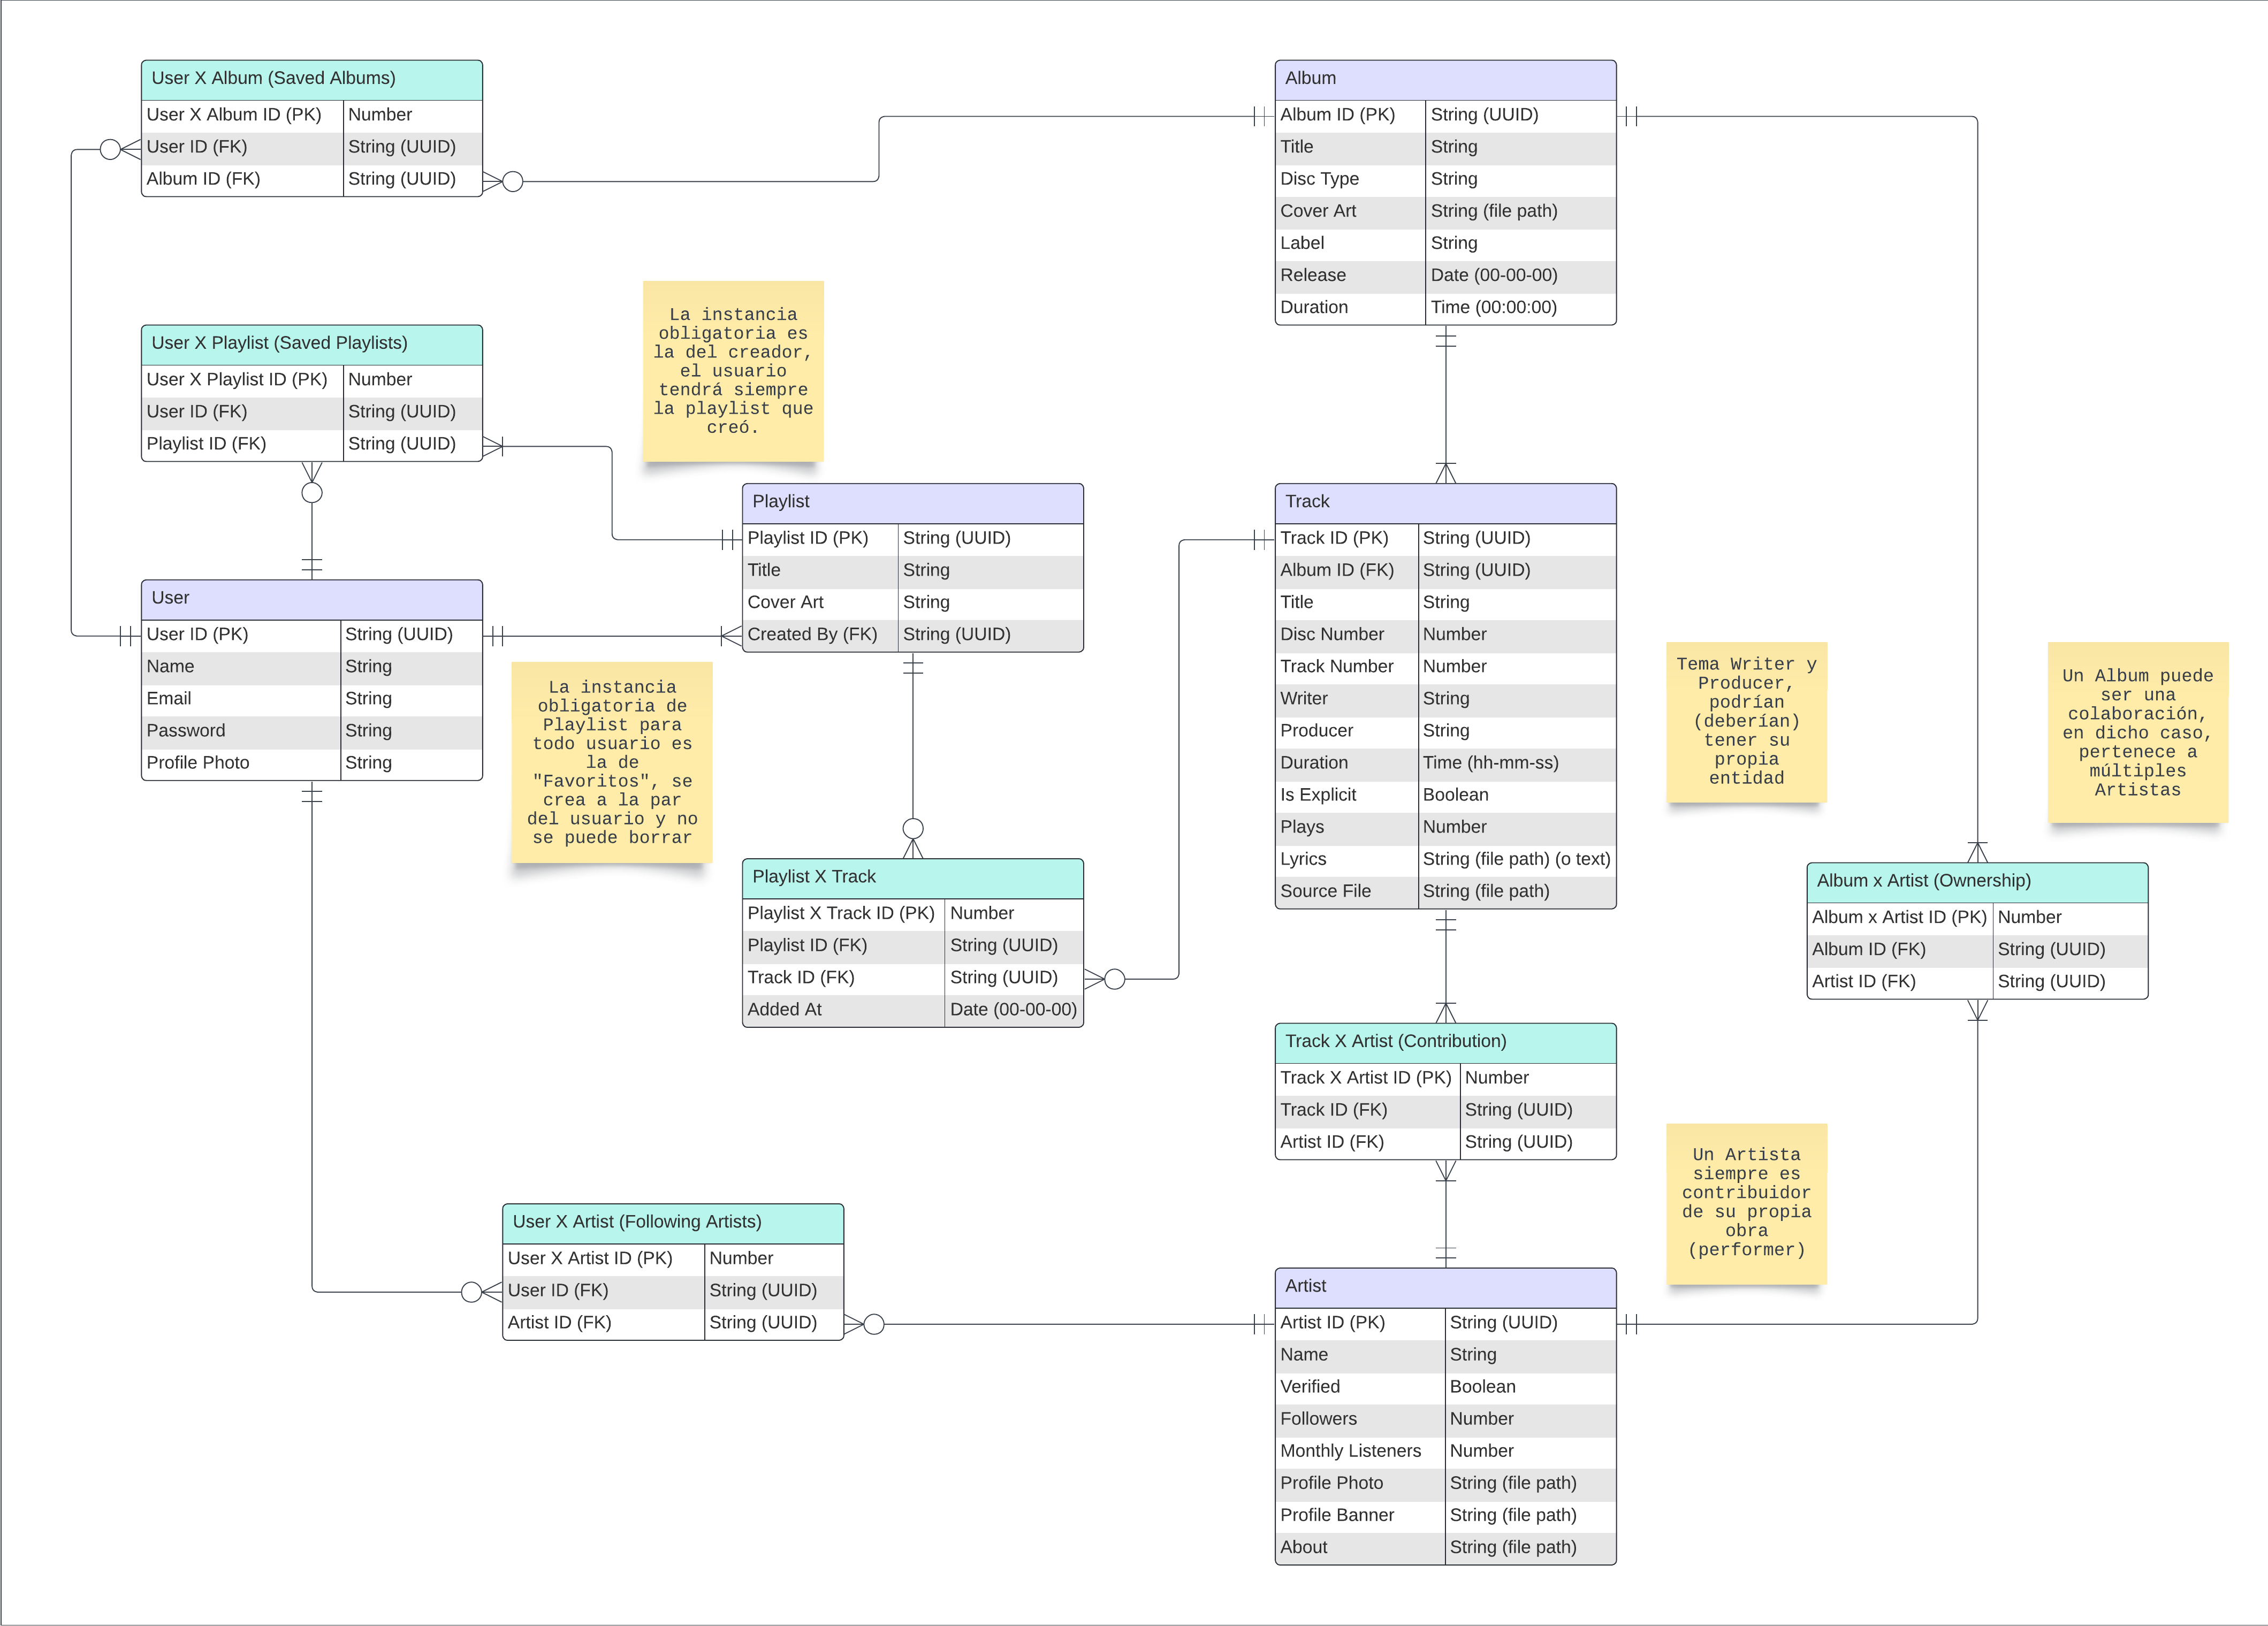 User X Album (Saved Albums)
User X Album ID (PK) Number
User ID (FK) String (UUID)
Album ID (FK) String (UUID)
Album
Album ID (PK) String (UUID)
Title String
Disc Type String
Cover Art String (file path)
Label String
Release Date (00-00-00)
Duration Time (00:00:00)
La instancia
obligatoria es
la del creador,
el usuario
tendrá siempre
la playlist que
creó.
User X Playlist (Saved Playlists)
User X Playlist ID (PK) Number
User ID (FK) String (UUID)
Playlist ID (FK) String (UUID)
Playlist
Playlist ID (PK) String (UUID)
Title String
Cover Art String
Created By (FK) String (UUID)
Track
Track ID (PK) String (UUID)
Album ID (FK) String (UUID)
Title String
Disc Number Number
Track Number Number
Writer String
Producer String
Duration Time (hh-mm-ss)
Is Explicit Boolean
Plays Number
Lyrics String (file path) (o text)
Source File String (file path)
User
User ID (PK) String (UUID)
Name String
Email String
Password String
Profile Photo String
La instancia
obligatoria de
Playlist para
todo usuario es
la de
"Favoritos", se
crea a la par
del usuario y no
se puede borrar
Tema Writer y
Producer,
podrían
(deberían)
tener su
propia
entidad
Un Album puede
ser una
colaboración,
en dicho caso,
pertenece a
múltiples
Artistas
Playlist X Track
Playlist X Track ID (PK) Number
Playlist ID (FK) String (UUID)
Track ID (FK) String (UUID)
Added At Date (00-00-00)
Album x Artist (Ownership)
Album x Artist ID (PK) Number
Album ID (FK) String (UUID)
Artist ID (FK) String (UUID)
Track X Artist (Contribution)
Track X Artist ID (PK) Number
Track ID (FK) String (UUID)
Artist ID (FK) String (UUID)
Un Artista
siempre es
contribuidor
de su propia
obra
(performer)
User X Artist (Following Artists)
User X Artist ID (PK) Number
User ID (FK) String (UUID)
Artist ID (FK) String (UUID)
Artist
Artist ID (PK) String (UUID)
Name String
Verified Boolean
Followers Number
Monthly Listeners Number
Profile Photo String (file path)
Profile Banner String (file path)
About String (file path)